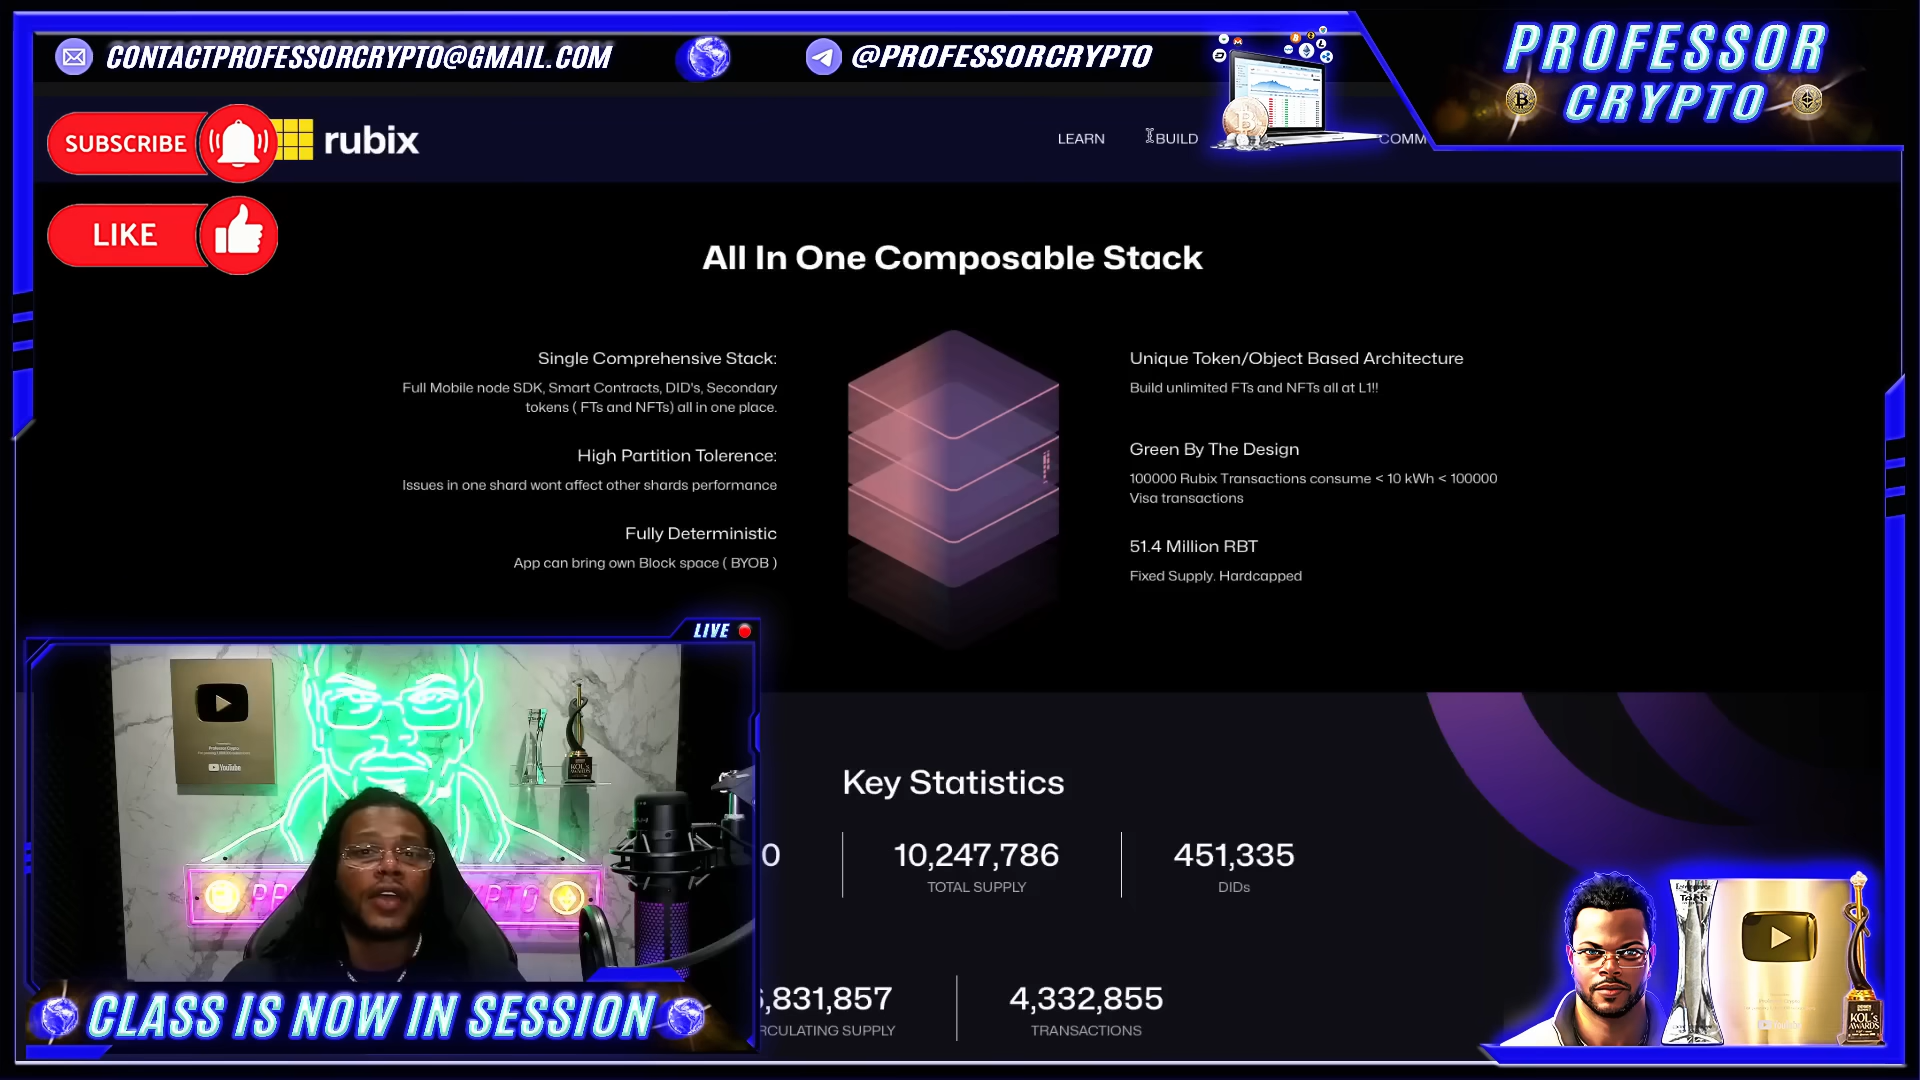 CONTACTPROFESSORCRYPTO@GMAIL.COM
@PROFESSORCRYPTO
PROFESSOR
CRYPTO
SUBSCRIBE
rubix
LEARN
BUILD
COMM
LIKE
All In One Composable Stack
Single Comprehensive Stack:
Full Mobile node SDK, Smart Contracts, DID's, Secondary
tokens ( FTs and NFTs) all in one place.
High Partition Tolerence:
Issues in one shard wont affect other shards performance
Fully Deterministic
App can bring own Block space ( BYOB )
Unique Token/Object Based Architecture
Build unlimited FTs and NFTs all at L1!!
Green By The Design
100000 Rubix Transactions consume < 10 kWh < 100000
Visa transactions
51.4 Million RBT
Fixed Supply. Hardcapped
LIVE
YouTube
Key Statistics
0
10,247,786
TOTAL SUPPLY
451,335
DIDs
,831,857
RCULATING SUPPLY
4,332,855
TRANSACTIONS
CLASS IS NOW IN SESSION
KOL's
AWARDS